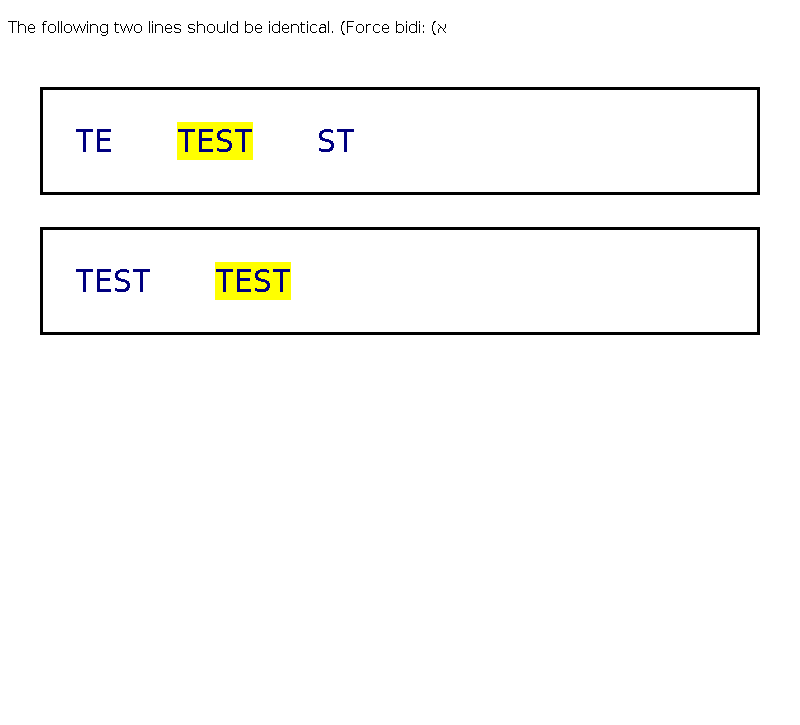 The following two lines should be identical. (Force bidi: (א
TE TEST ST
TEST TEST